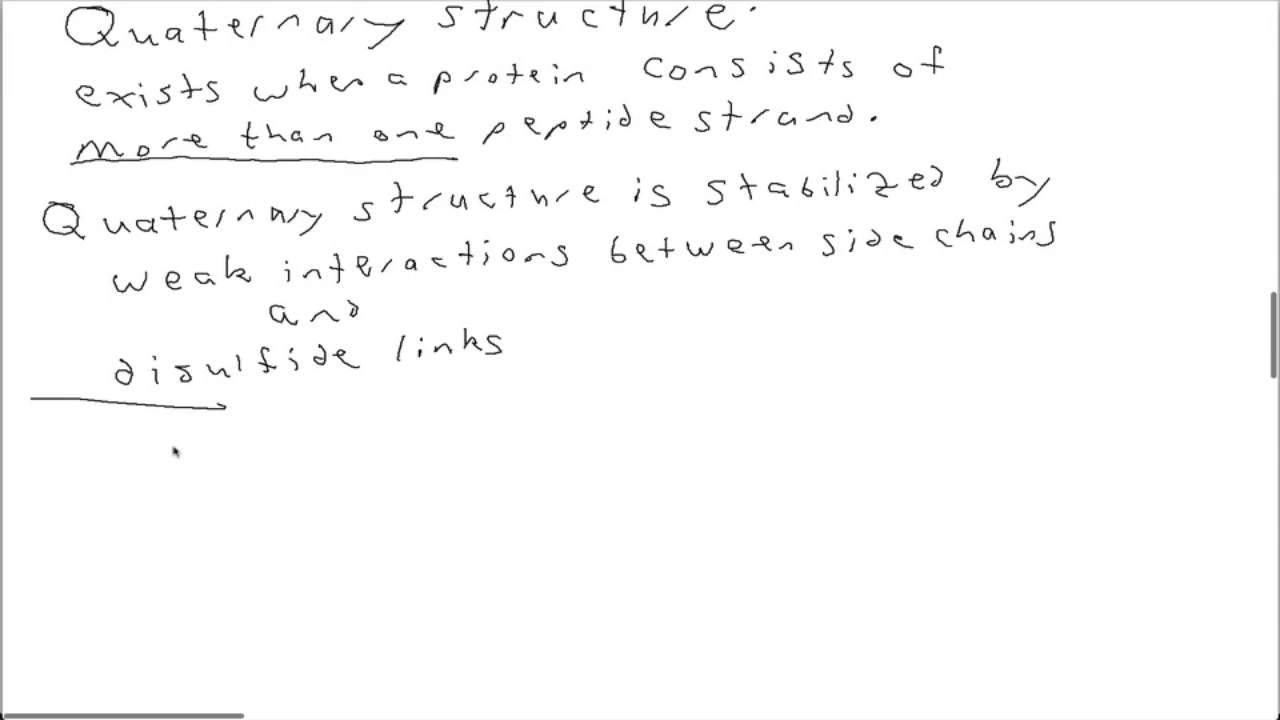 Quaternary structure.
exists when a protein consists of
more than one peptide strand.
Quaternary structure is stabilized by
weak interactions between side chains
and
disulfide links